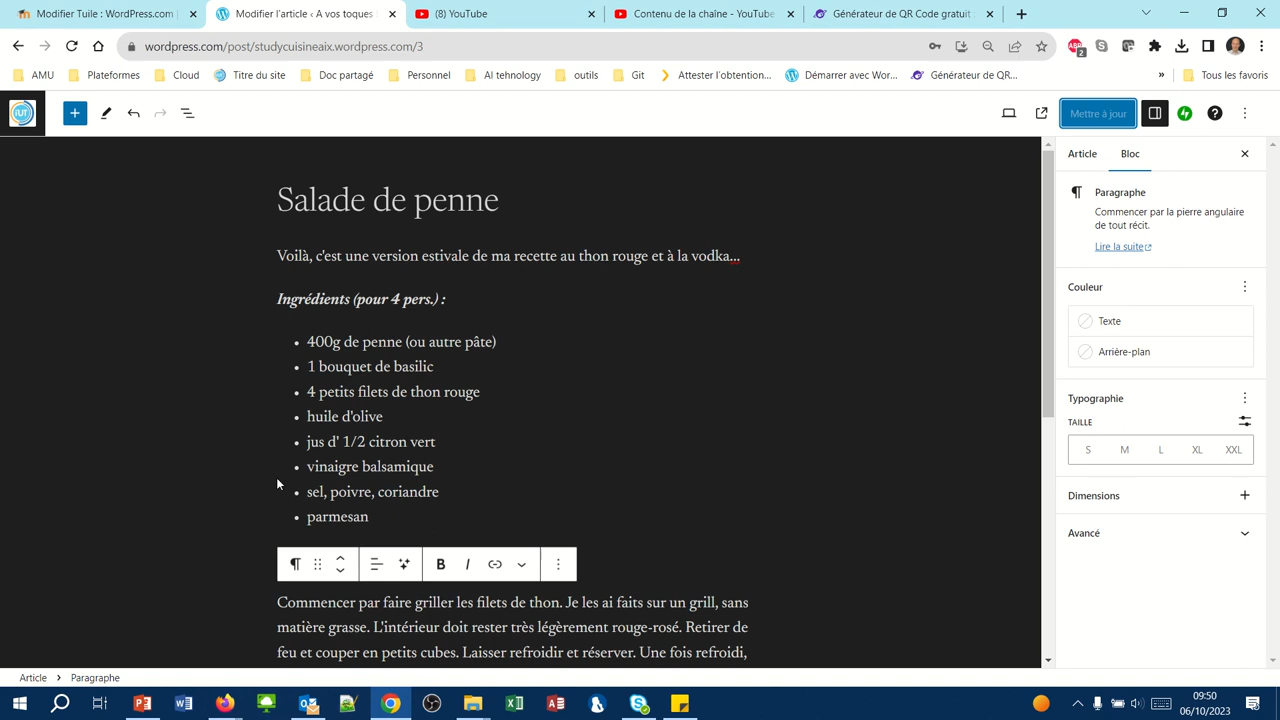 Modifier Tuile : WordPress.com
Modifier l'article « A vos toques
(8) YouTube
Contenu de la chaîne - YouTube
Générateur de QR Code gratuit :
wordpress.com/post/studycuisineaix.wordpress.com/3
ABP
2
AMU
Plateformes
Cloud
Titre du site
Doc partagé
Personnel
AI tehnology
outils
Git
Attester l'obtention...
Démarrer avec Wor...
Générateur de QR...
»
Tous les favoris
iUT
Mettre à jour
Article
Bloc
Salade de penne
Voilà, c'est une version estivale de ma recette au thon rouge et à la vodka...
Ingrédients (pour 4 pers.) :
• 400g de penne (ou autre pâte)
• 1 bouquet de basilic
• 4 petits filets de thon rouge
• huile d'olive
• jus d' 1/2 citron vert
• vinaigre balsamique
• sel, poivre, coriandre
• parmesan
B I
Commencer par faire griller les filets de thon. Je les ai faits sur un grill, sans
matière grasse. L'intérieur doit rester très légèrement rouge-rosé. Retirer de
feu et couper en petits cubes. Laisser refroidir et réserver. Une fois refroidi,
Paragraphe
Commencer par la pierre angulaire
de tout récit.
Lire la suite
Couleur
Texte
Arrière-plan
Typographie
TAILLE
S M L XL XXL
Dimensions
Avancé
Article > Paragraphe
09:50
06/10/2023